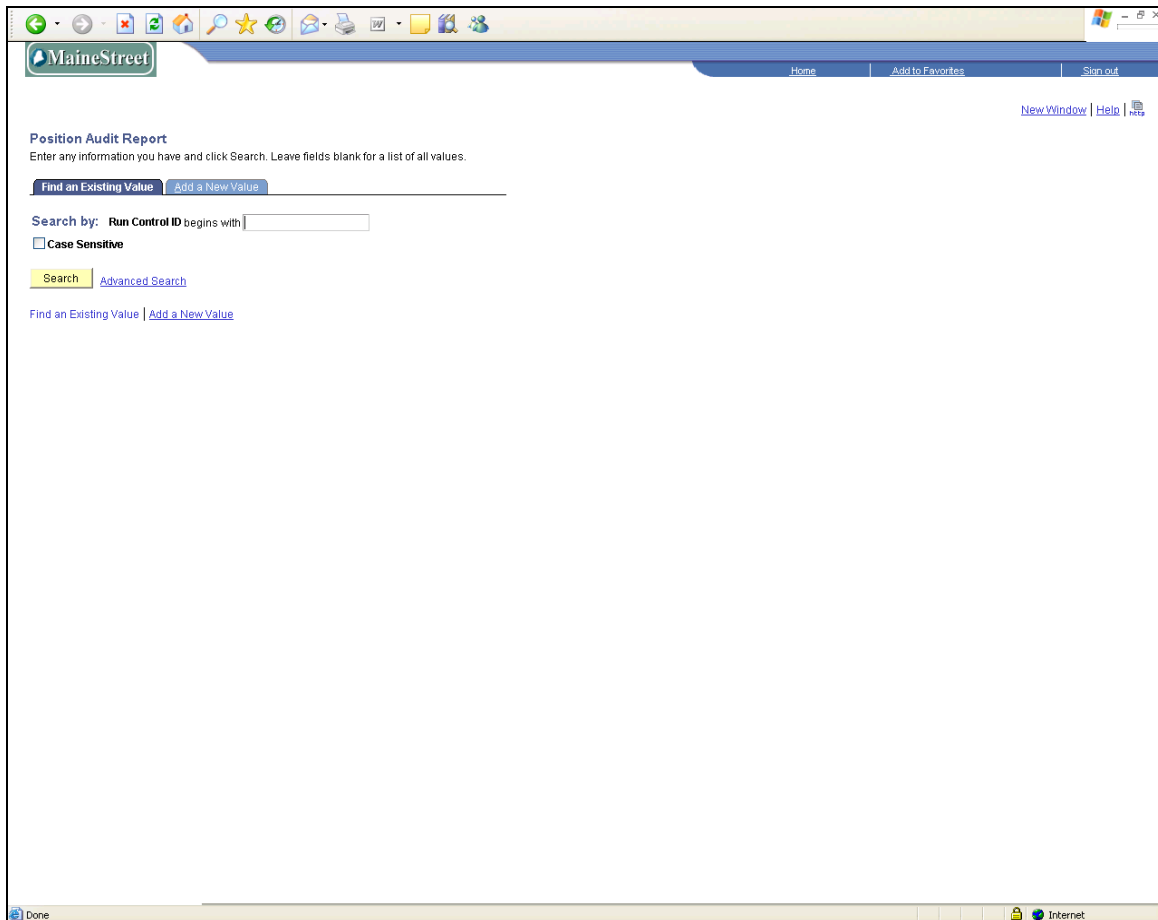 MaineStreet
Home Add to Favorites Sign out
New Window | Help | http
Position Audit Report
Enter any information you have and click Search. Leave fields blank for a list of all values.
Find an Existing Value Add a New Value
Search by: Run Control ID begins with
Case Sensitive
Search Advanced Search
Find an Existing Value | Add a New Value
Done Internet